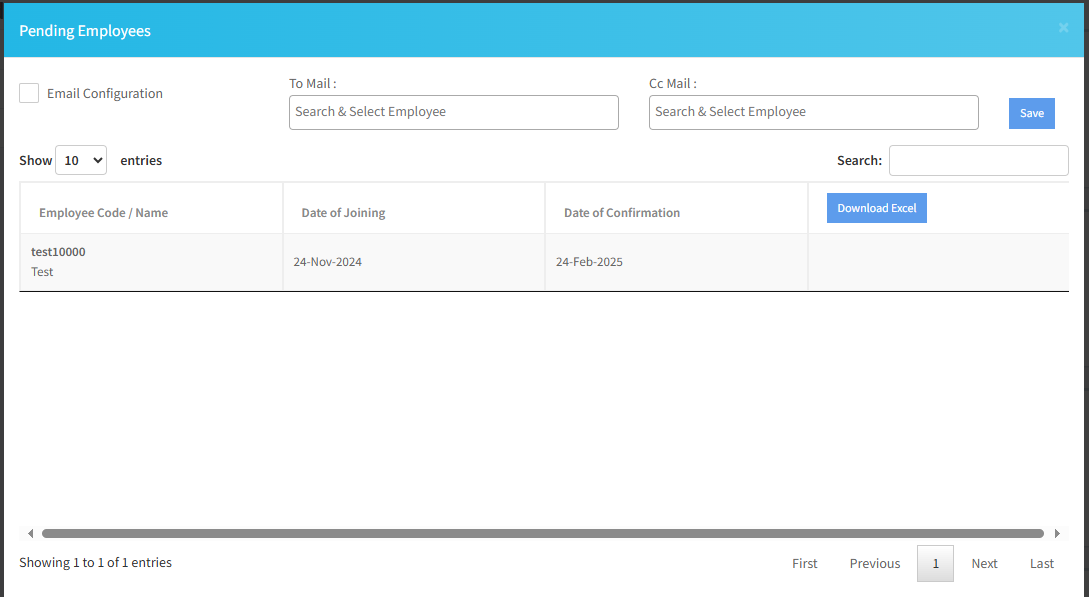 Pending Employees
×
Email Configuration
To Mail :
Search & Select Employee
Cc Mail :
Search & Select Employee
Save
Show 10 entries
Search:
Employee Code / Name
Date of Joining
Date of Confirmation
Download Excel
test10000
Test
24-Nov-2024
24-Feb-2025
Showing 1 to 1 of 1 entries
First Previous 1 Next Last